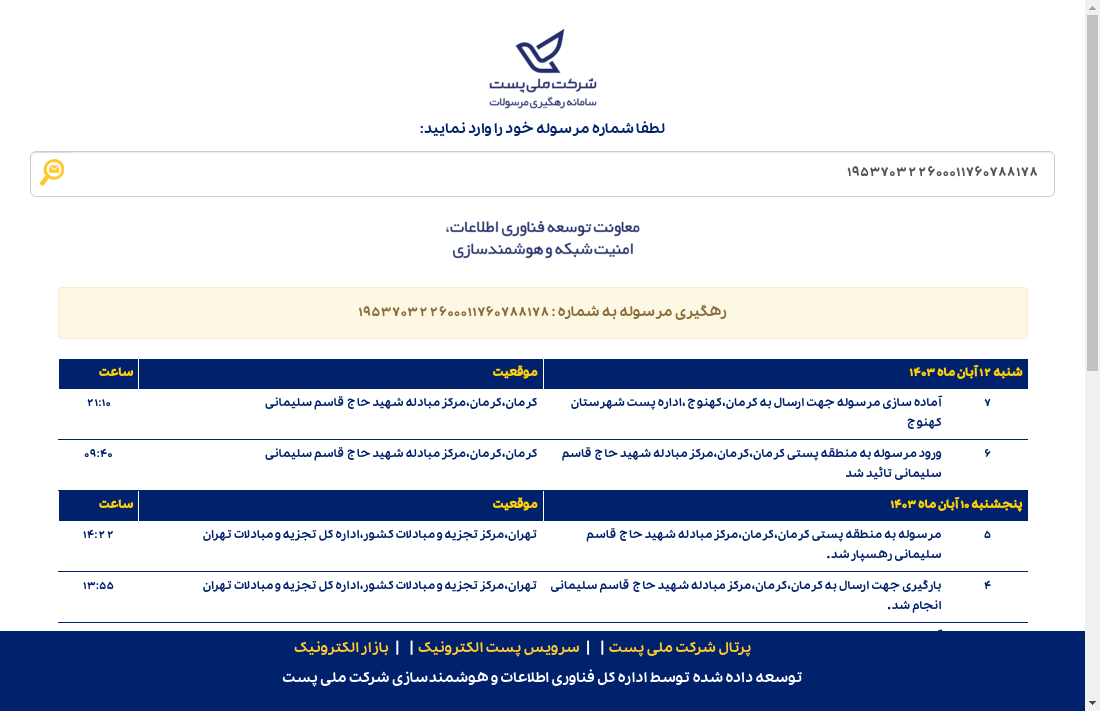 شرکت ملی پست
سامانه رهگیری مرسولات
لطفا شماره مرسوله خود را وارد نمایید:
۱۹۵۳۷۰۳۲۲۶۰۰۰۱۱۷۶۰۷۸۸۱۷۸
معاونت توسعه فناوری اطلاعات،
امنیت شبکه و هوشمندسازی
رهگیری مرسوله به شماره : ۱۹۵۳۷۰۳۲۲۶۰۰۰۱۱۷۶۰۷۸۸۱۷۸
شنبه ۱۲ آبان ماه ۱۴۰۳ موقعیت ساعت
۷ آماده سازی مرسوله جهت ارسال به کرمان،کهنوج ،اداره پست شهرستان کرمان،کرمان،مرکز مبادله شهید حاج قاسم سلیمانی ۲۱:۱۰
کهنوج
۶ ورود مرسوله به منطقه پستی کرمان،کرمان،مرکز مبادله شهید حاج قاسم کرمان،کرمان،مرکز مبادله شهید حاج قاسم سلیمانی ۰۹:۴۰
سلیمانی تائید شد
پنجشنبه ۱۰ آبان ماه ۱۴۰۳ موقعیت ساعت
۵ مرسوله به منطقه پستی کرمان،کرمان،مرکز مبادله شهید حاج قاسم تهران،مرکز تجزیه و مبادلات کشور،اداره کل تجزیه و مبادلات تهران ۱۴:۲۲
سلیمانی رهسپار شد.
۴ بارگیری جهت ارسال به کرمان،کرمان،مرکز مبادله شهید حاج قاسم سلیمانی تهران،مرکز تجزیه و مبادلات کشور،اداره کل تجزیه و مبادلات تهران ۱۳:۵۵
انجام شد.
پرتال شرکت ملی پست | | سرویس پست الکترونیک | | بازار الکترونیک
توسعه داده شده توسط اداره کل فناوری اطلاعات و هوشمندسازی شرکت ملی پست